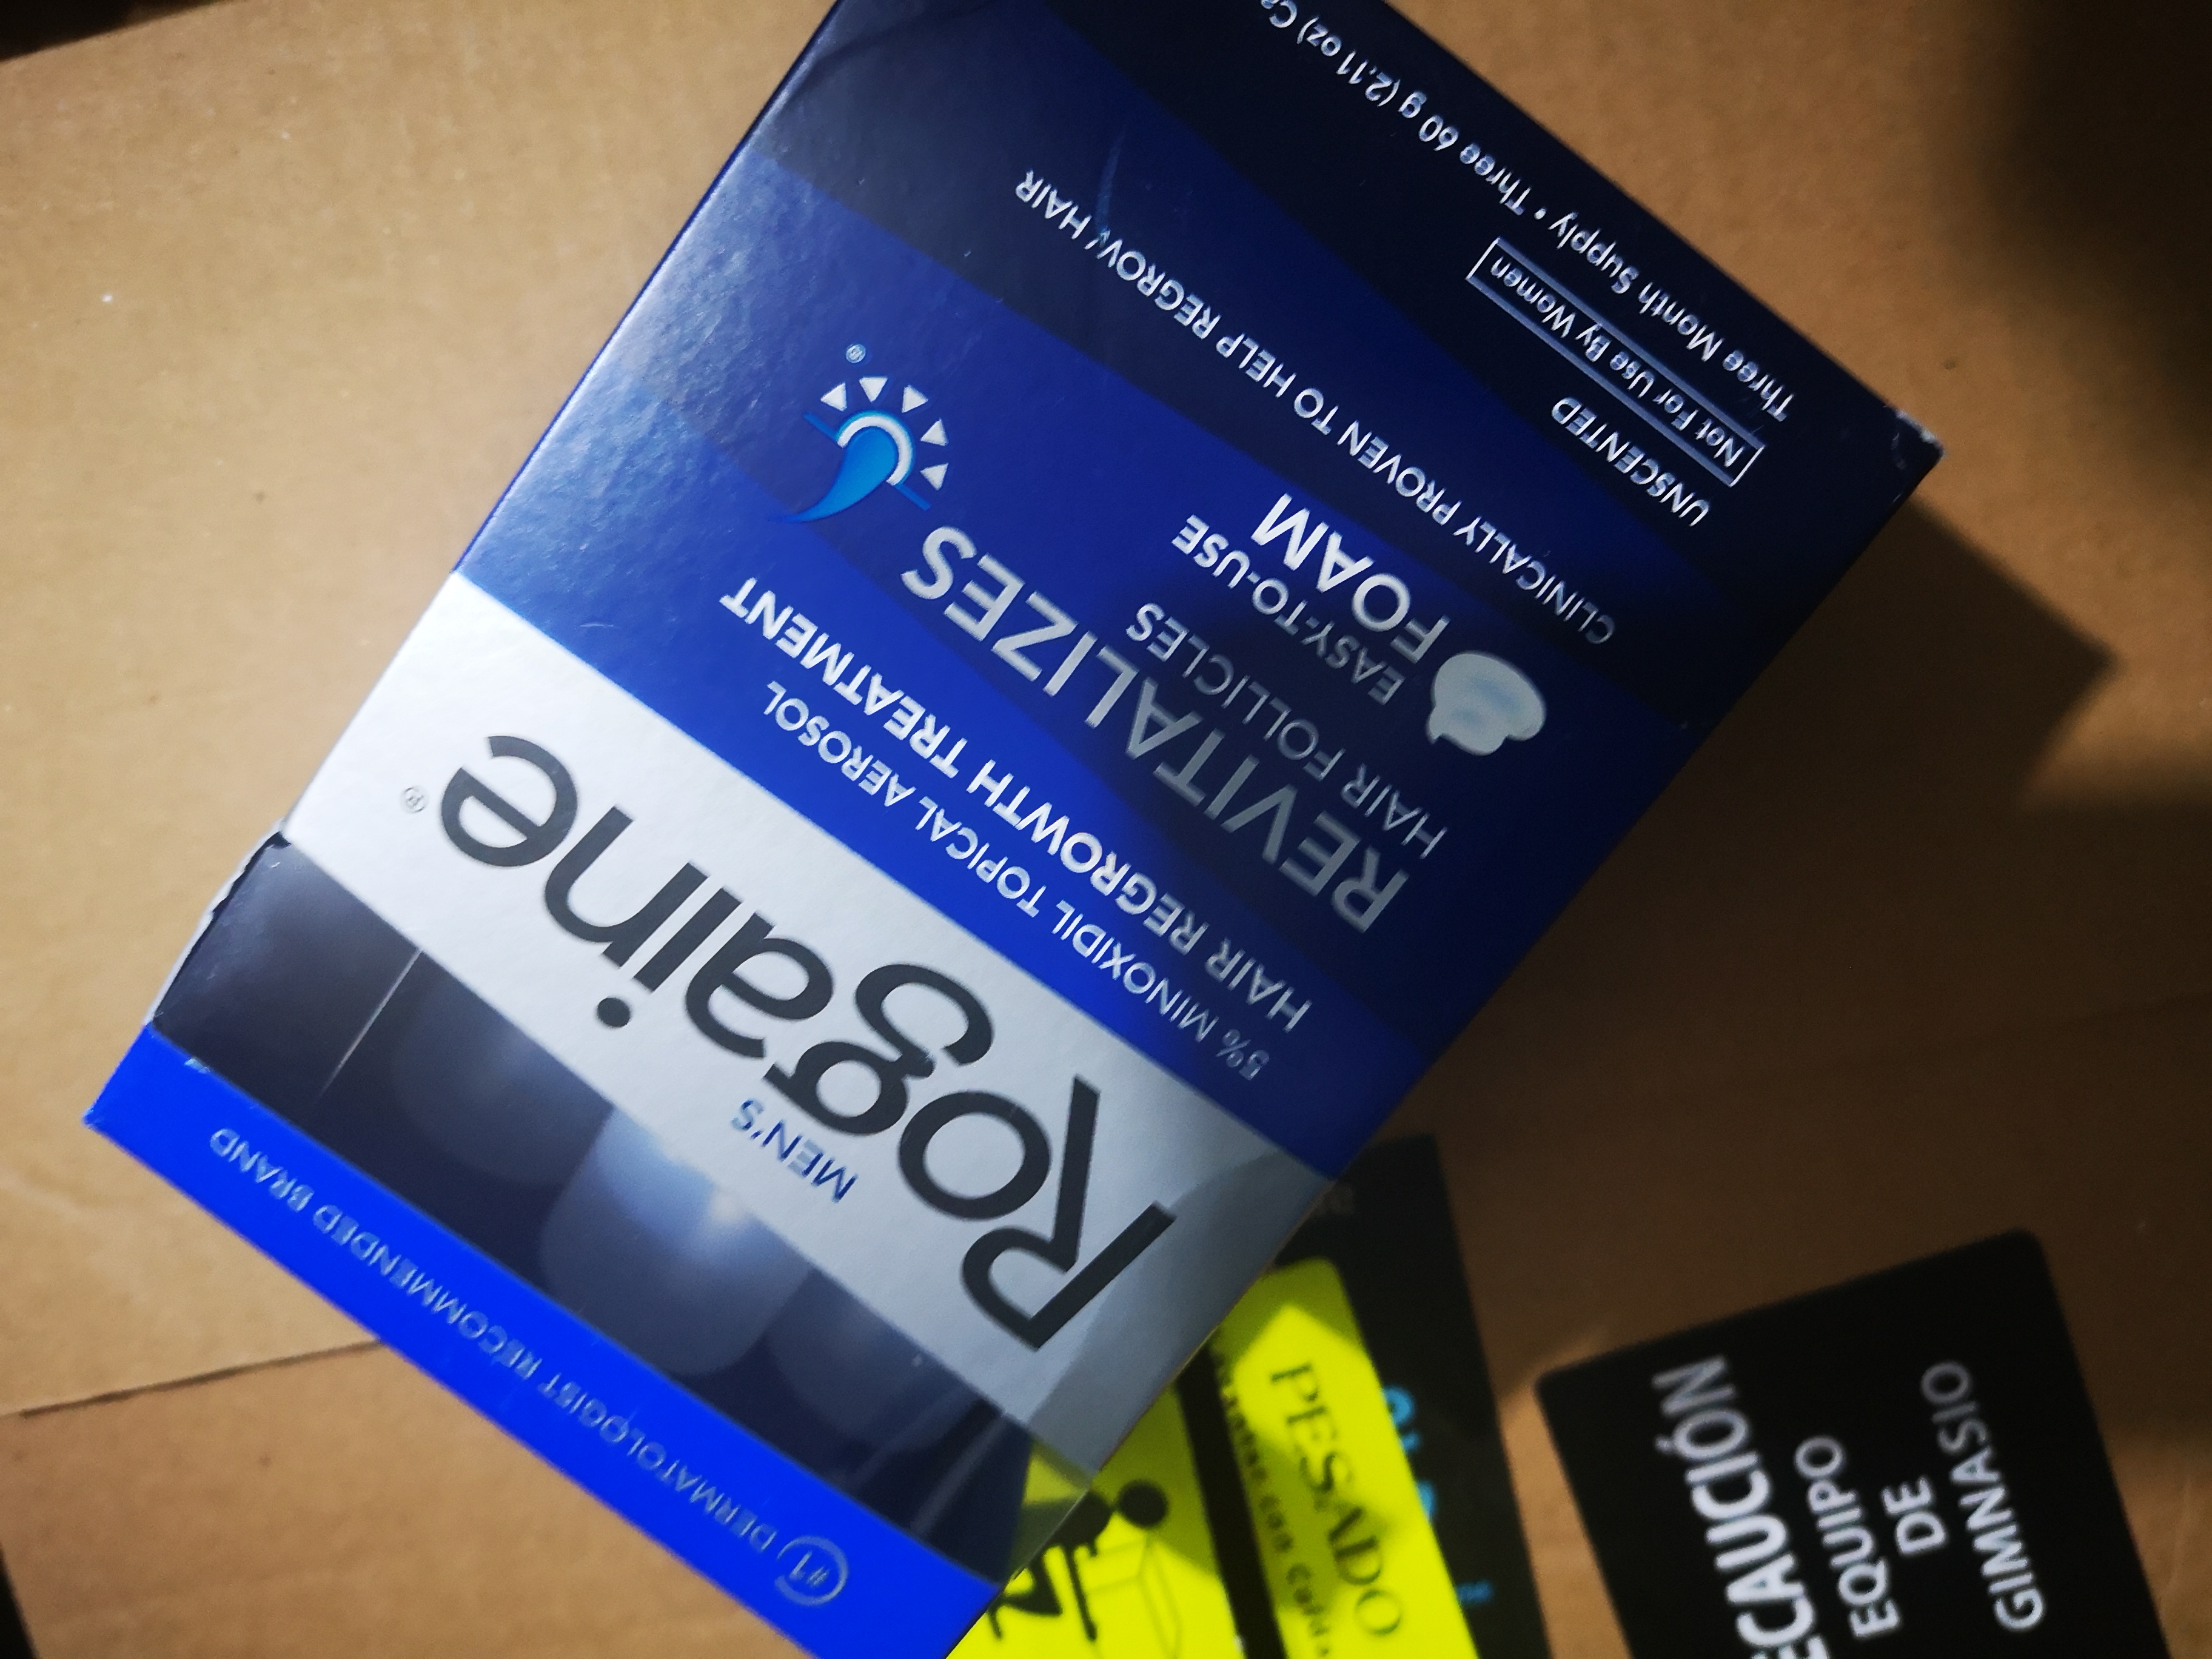 #1 DERMATOLOGIST RECOMMENDED BRAND
MEN'S
Rogaine®
5% MINOXIDIL TOPICAL AEROSOL
HAIR REGROWTH TREATMENT
REVITALIZES
HAIR FOLLICLES
EASY-TO-USE
FOAM
®
CLINICALLY PROVEN TO HELP REGROW HAIR
UNSCENTED
Not For Use By Women
Three Month Supply • Three 60 g (2.11 oz)
PESADO
EQUIPO
DE
GIMNASIO